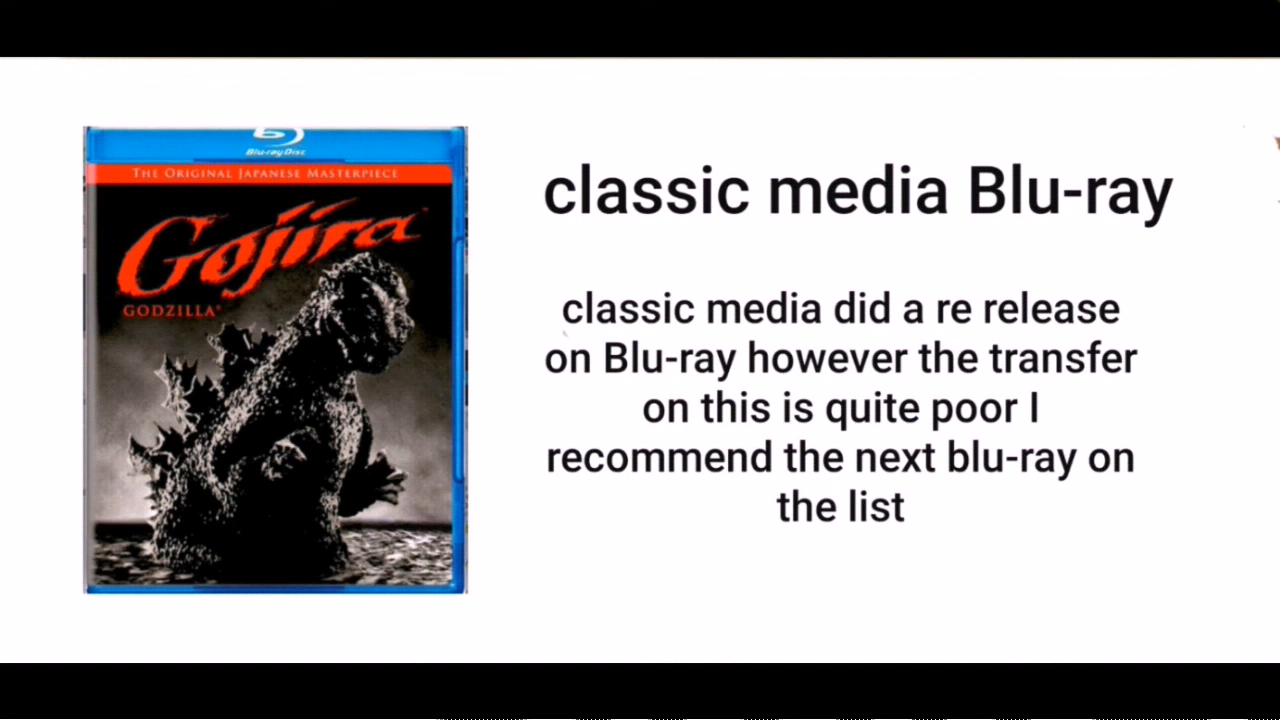 Blu-ray Disc
THE ORIGINAL JAPANESE MASTERPIECE
Gojira
GODZILLA®
classic media Blu-ray
classic media did a re release
on Blu-ray however the transfer
on this is quite poor I
recommend the next blu-ray on
the list